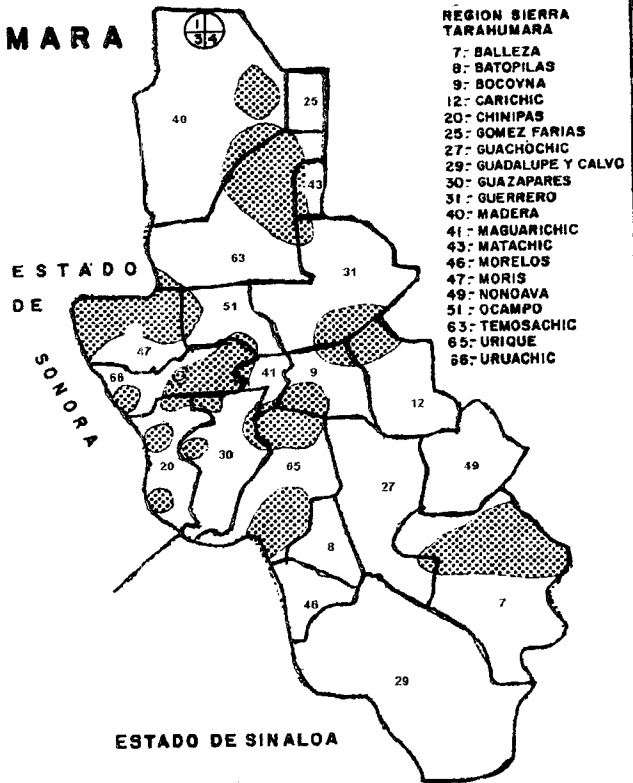 MARA
1
3 4
REGION SIERRA
TARAHUMARA
7.- BALLEZA
8.- BATOPILAS
9.- BOCOYNA
12.- CARICHIC
20.- CHINIPAS
25.- GOMEZ FARIAS
27.- GUACHOCHIC
29.- GUADALUPE Y CALVO
30.- GUAZAPARES
31.- GUERRERO
40.- MADERA
41.- MAGUARICHIC
43.- MATACHIC
46.- MORELOS
47.- MORIS
49.- NONOAVA
51.- OCAMPO
63.- TEMOSACHIC
65.- URIQUE
66.- URUACHIC
40
25
43
63
31
ESTADO
DE
SONORA
51
47
66
41
9
12
20
30
65
27
49
8
46
7
29
ESTADO DE SINALOA